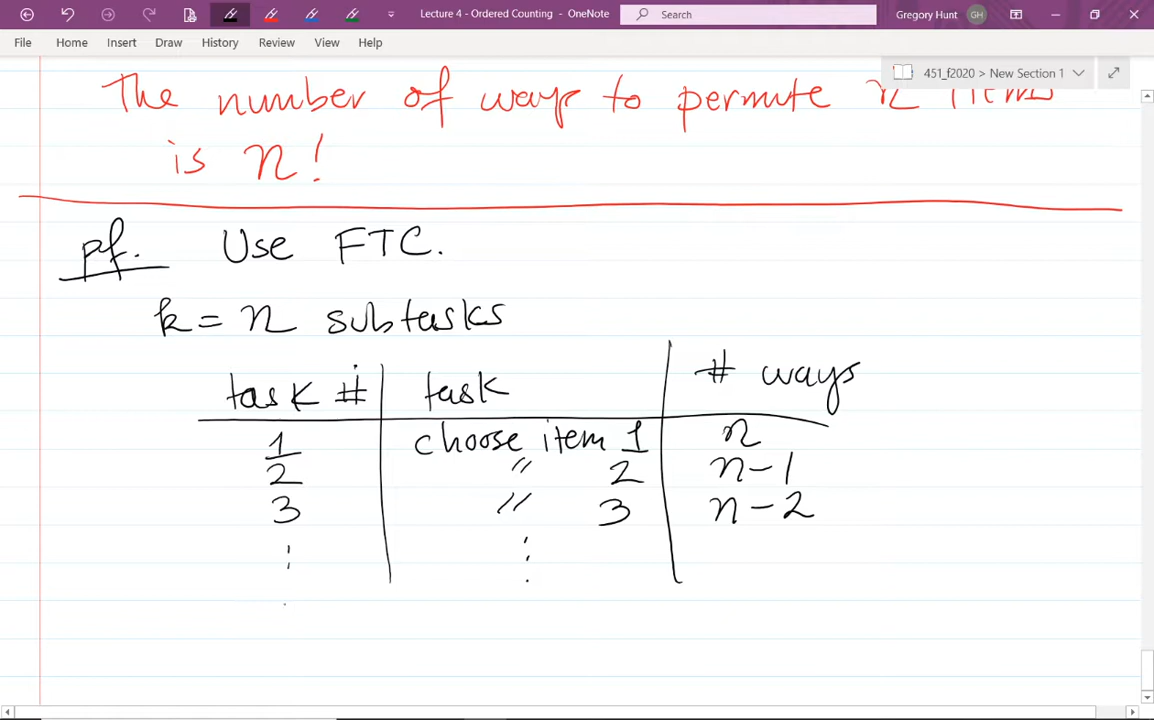 Lecture 4 - Ordered Counting - OneNote
Search
Gregory Hunt GH
File Home Insert Draw History Review View Help
451_f2020 > New Section 1
The number of ways to permute n items
is n!
pf. Use FTC.
k = n subtasks
task # task # ways
1 choose item 1 n
2 " 2 n-1
3 " 3 n-2
⋮ ⋮